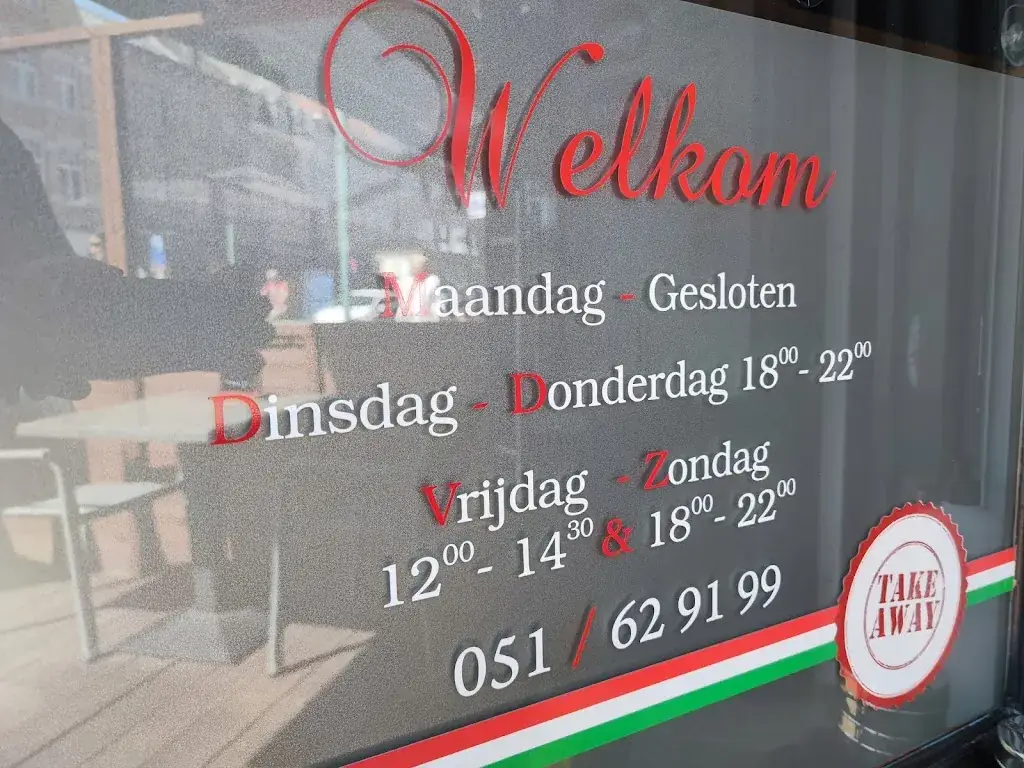 Welkom
Maandag - Gesloten
Dinsdag - Donderdag 18⁰⁰- 22⁰⁰
Vrijdag - Zondag
12⁰⁰- 14³⁰ & 18⁰⁰- 22⁰⁰
051 / 62 91 99
TAKE
AWAY